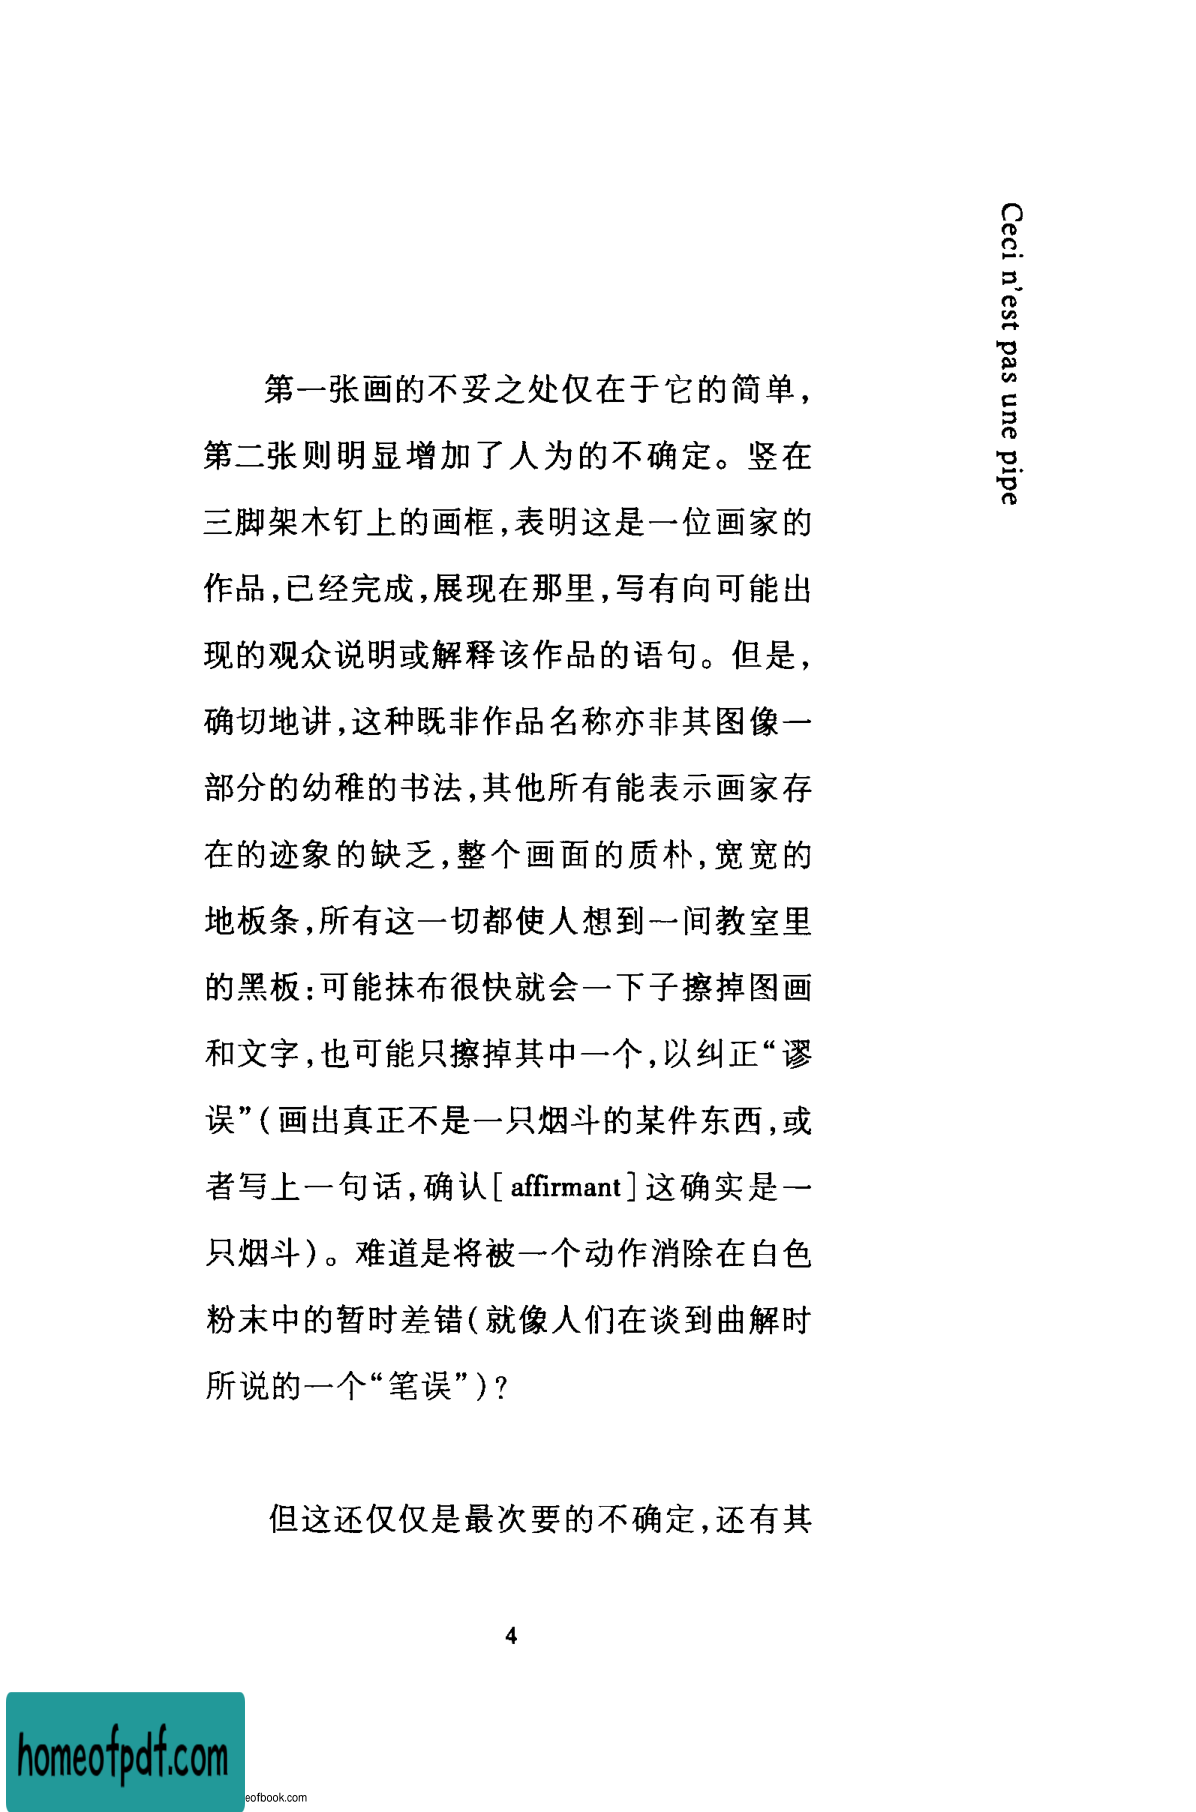 Ceci n'est pas une pipe
第一张画的不妥之处仅在于它的简单，
第二张则明显增加了人为的不确定。竖在
三脚架木钉上的画框，表明这是一位画家的
作品，已经完成，展现在那里，写有向可能出
现的观众说明或解释该作品的语句。但是，
确切地讲，这种既非作品名称亦非其图像一
部分的幼稚的书法，其他所有能表示画家存
在的迹象的缺乏，整个画面的质朴，宽宽的
地板条，所有这一切都使人想到一间教室里
的黑板：可能抹布很快就会一下子擦掉图画
和文字，也可能只擦掉其中一个，以纠正“谬
误”（画出真正不是一只烟斗的某件东西，或
者写上一句话，确认[affirmant]这确实是一
只烟斗）。难道是将被一个动作消除在白色
粉末中的暂时差错（就像人们在谈到曲解时
所说的一个“笔误”）？
但这还仅仅是最次要的不确定，还有其
4
homeofpdf.com
eofbook.com